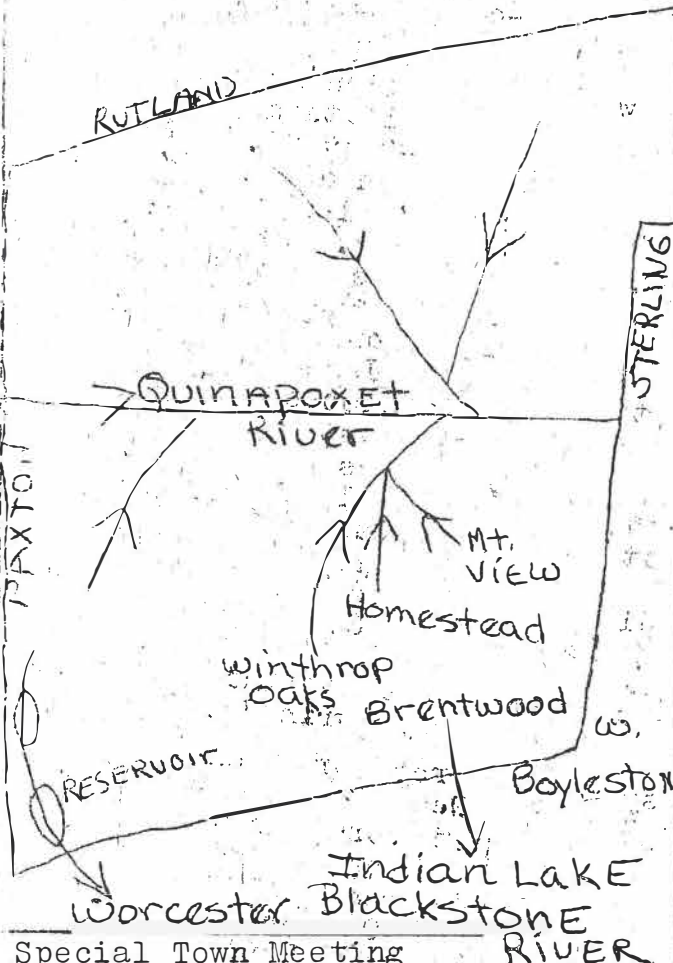 RUTLAND
STERLING
QuinAPOXET
River
PAXTON
Mt.
VIEW
Homestead
Winthrop
Oaks
Brentwood
W.
Boyleston
RESERVOIR
Indian LAKE
Worcester Blackstone
RIVER
Special Town Meeting